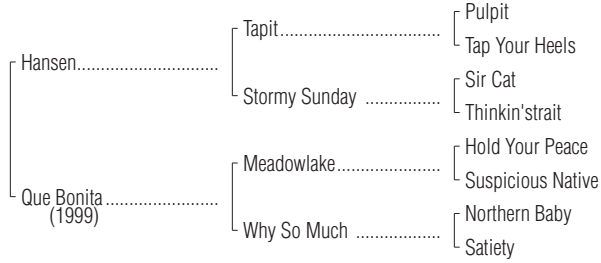 Pulpit
Tapit
Tap Your Heels
Hansen
Sir Cat
Stormy Sunday
Thinkin'strait
Hold Your Peace
Meadowlake
Suspicious Native
Que Bonita
(1999)
Northern Baby
Why So Much
Satiety